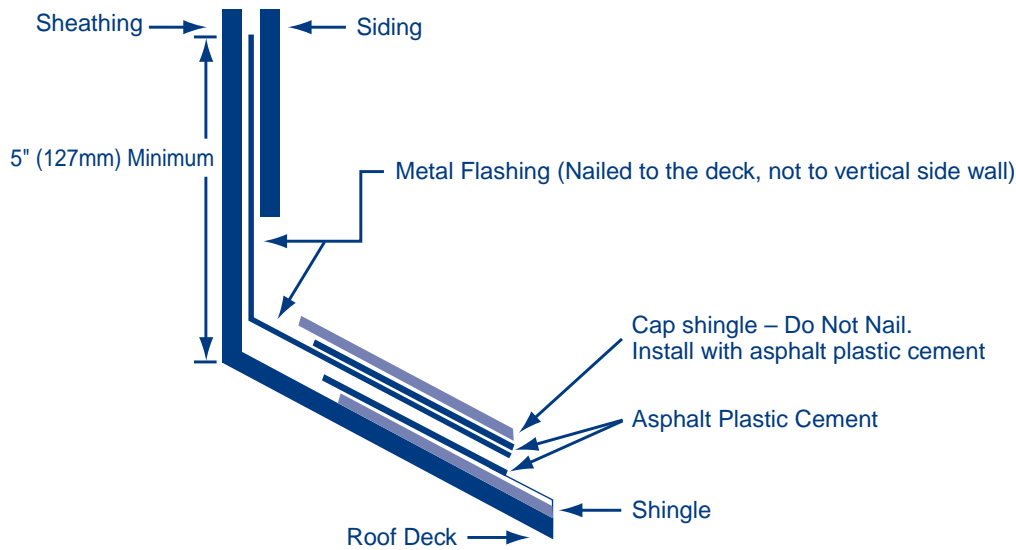 Sheathing
Siding
5" (127mm) Minimum
Metal Flashing (Nailed to the deck, not to vertical side wall)
Cap shingle – Do Not Nail.
Install with asphalt plastic cement
Asphalt Plastic Cement
Shingle
Roof Deck